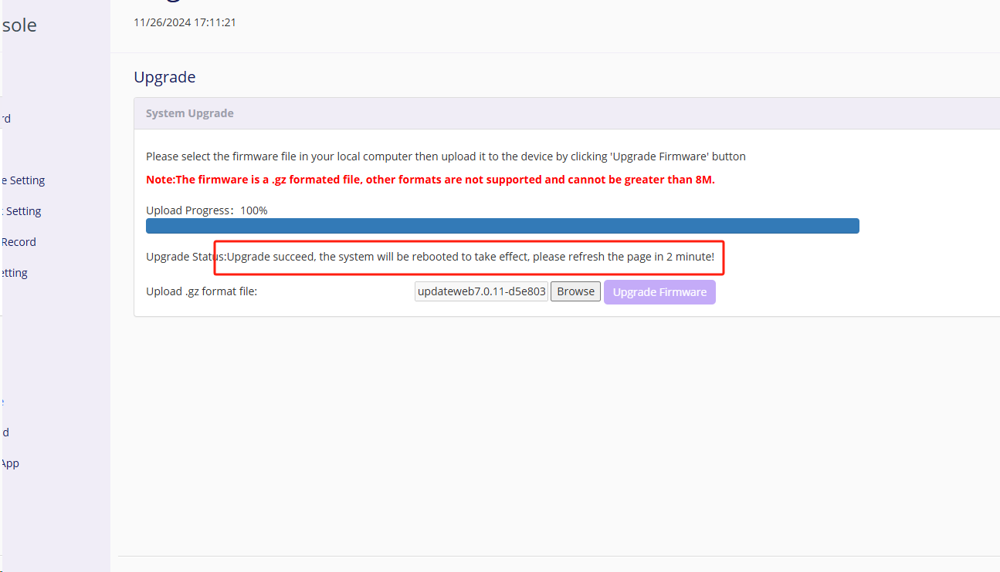 sole
11/26/2024 17:11:21
Upgrade
System Upgrade
rd
Please select the firmware file in your local computer then upload it to the device by clicking 'Upgrade Firmware' button
e Setting
Note:The firmware is a .gz formated file, other formats are not supported and cannot be greater than 8M.
Setting
Upload Progress：100%
Record
Upgrade Status:Upgrade succeed, the system will be rebooted to take effect, please refresh the page in 2 minute!
etting
Upload .gz format file: updateweb7.0.11-d5e803 Browse Upgrade Firmware
e
d
App